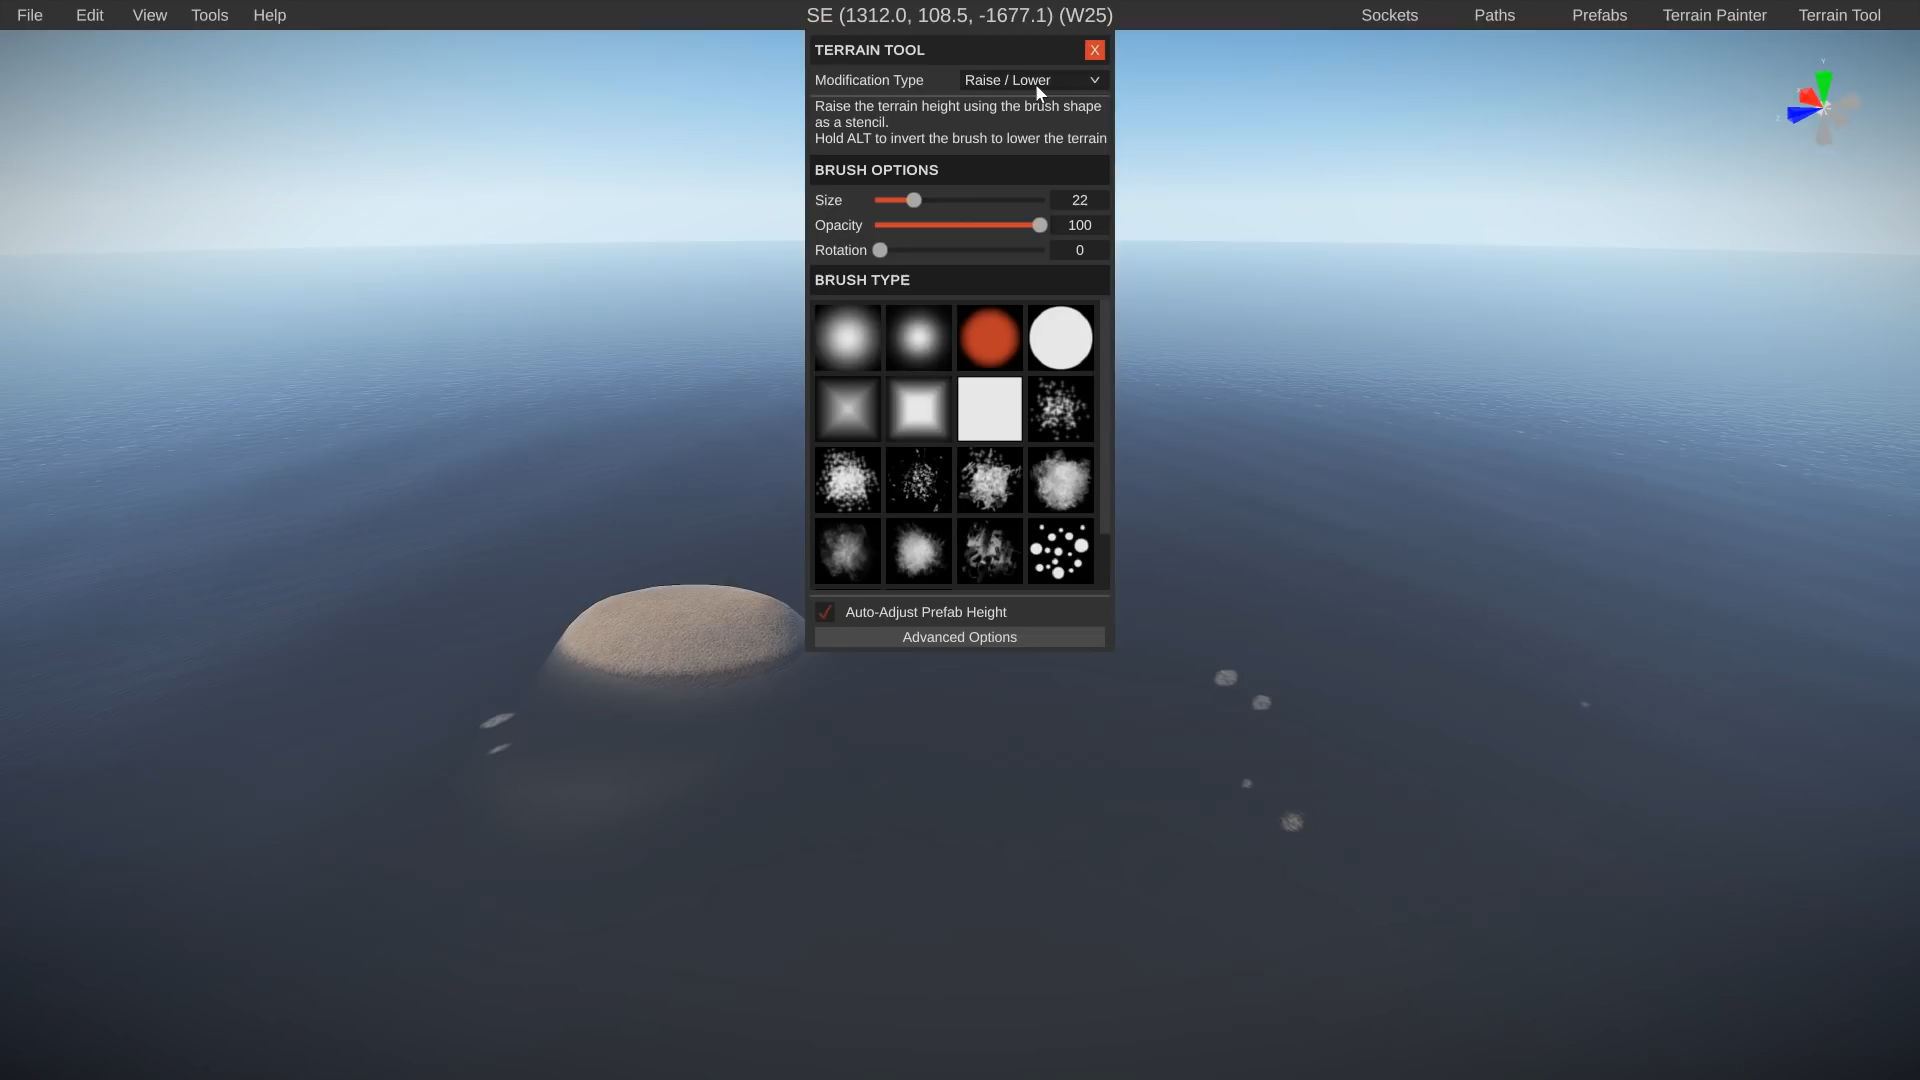 File Edit View Tools Help SE (1312.0, 108.5, -1677.1) (W25) Sockets Paths Prefabs Terrain Painter Terrain Tool
TERRAIN TOOL X
Modification Type Raise / Lower
Raise the terrain height using the brush shape
as a stencil.
Hold ALT to invert the brush to lower the terrain
BRUSH OPTIONS
Size 22
Opacity 100
Rotation 0
BRUSH TYPE
Auto-Adjust Prefab Height
Advanced Options
Y